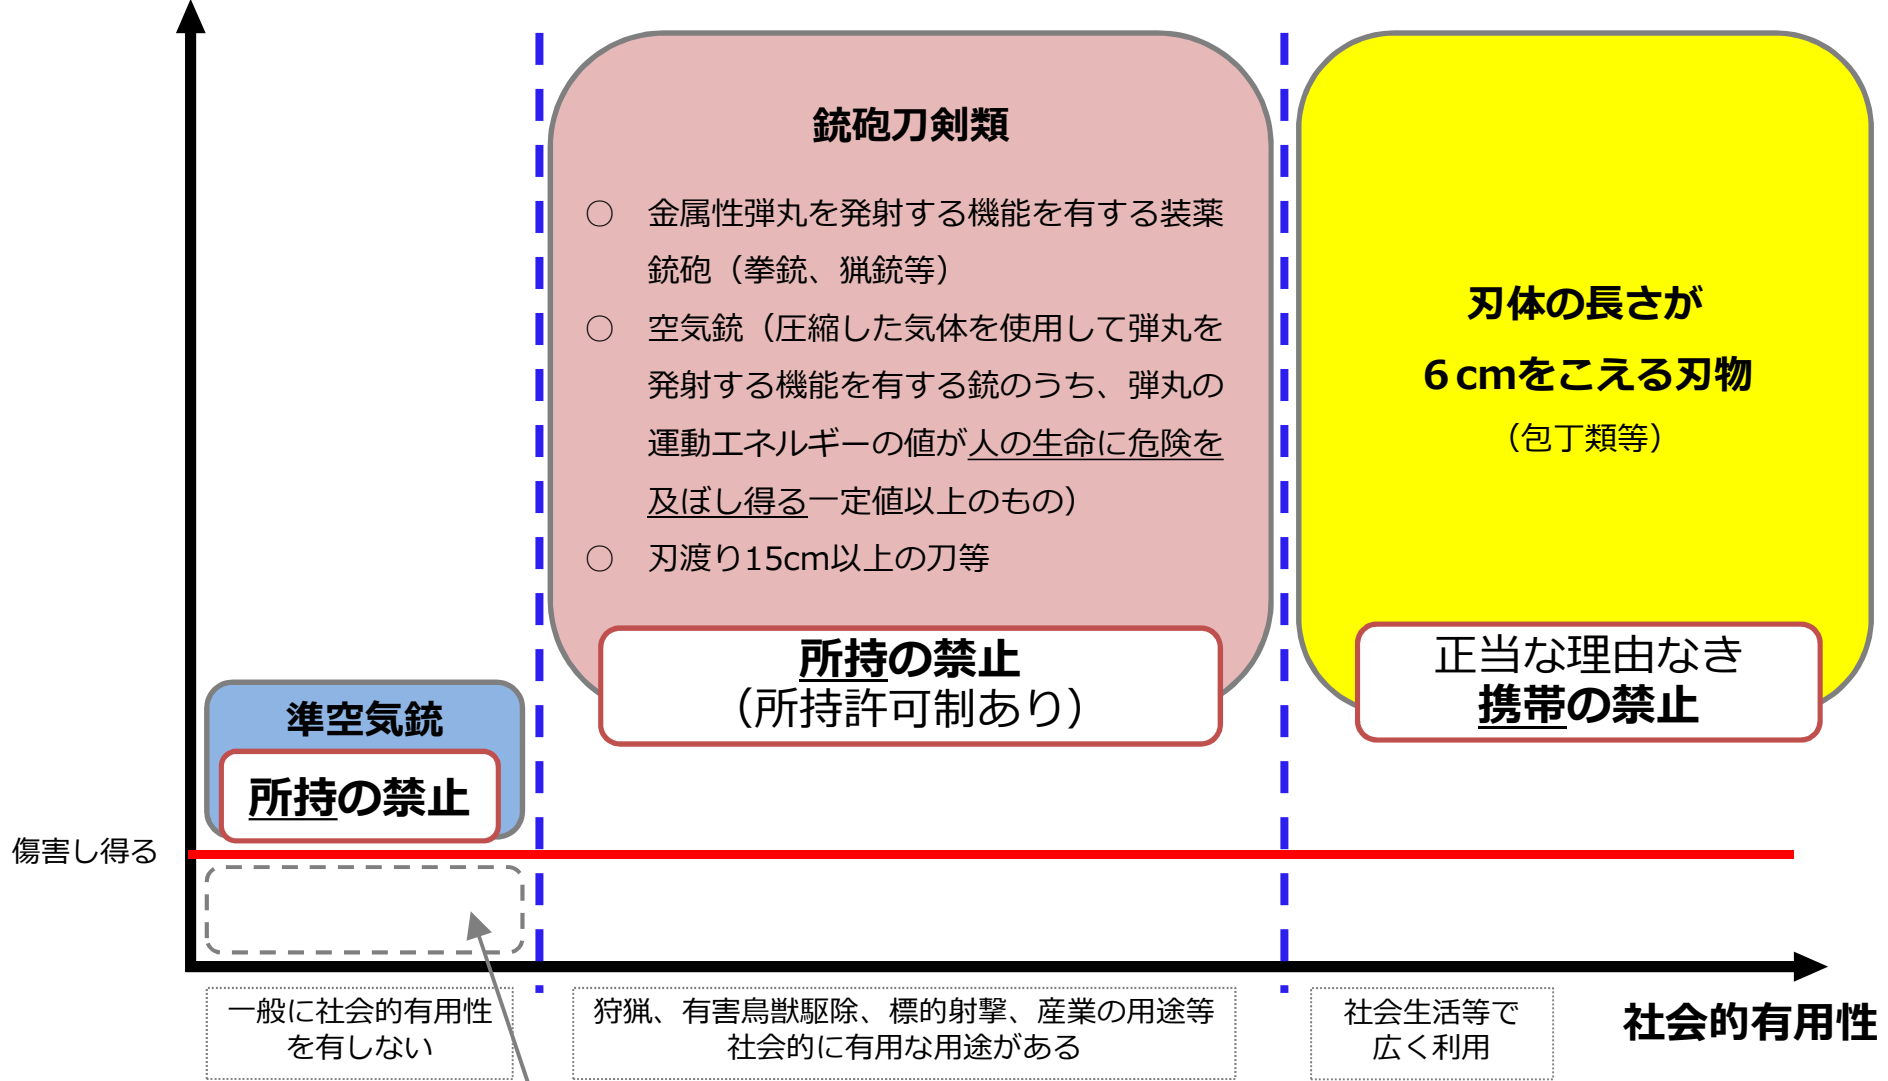 銃砲刀剣類
○ 金属性弾丸を発射する機能を有する装薬
銃砲（拳銃、猟銃等）
○ 空気銃（圧縮した気体を使用して弾丸を
発射する機能を有する銃のうち、弾丸の
運動エネルギーの値が人の生命に危険を
及ぼし得る一定値以上のもの）
○ 刃渡り15cm以上の刀等
所持の禁止
（所持許可制あり）
刃体の長さが
６cmをこえる刃物
（包丁類等）
正当な理由なき
携帯の禁止
準空気銃
所持の禁止
傷害し得る
一般に社会的有用性
を有しない
狩猟、有害鳥獣駆除、標的射撃、産業の用途等
社会的に有用な用途がある
社会生活等で
広く利用
社会的有用性